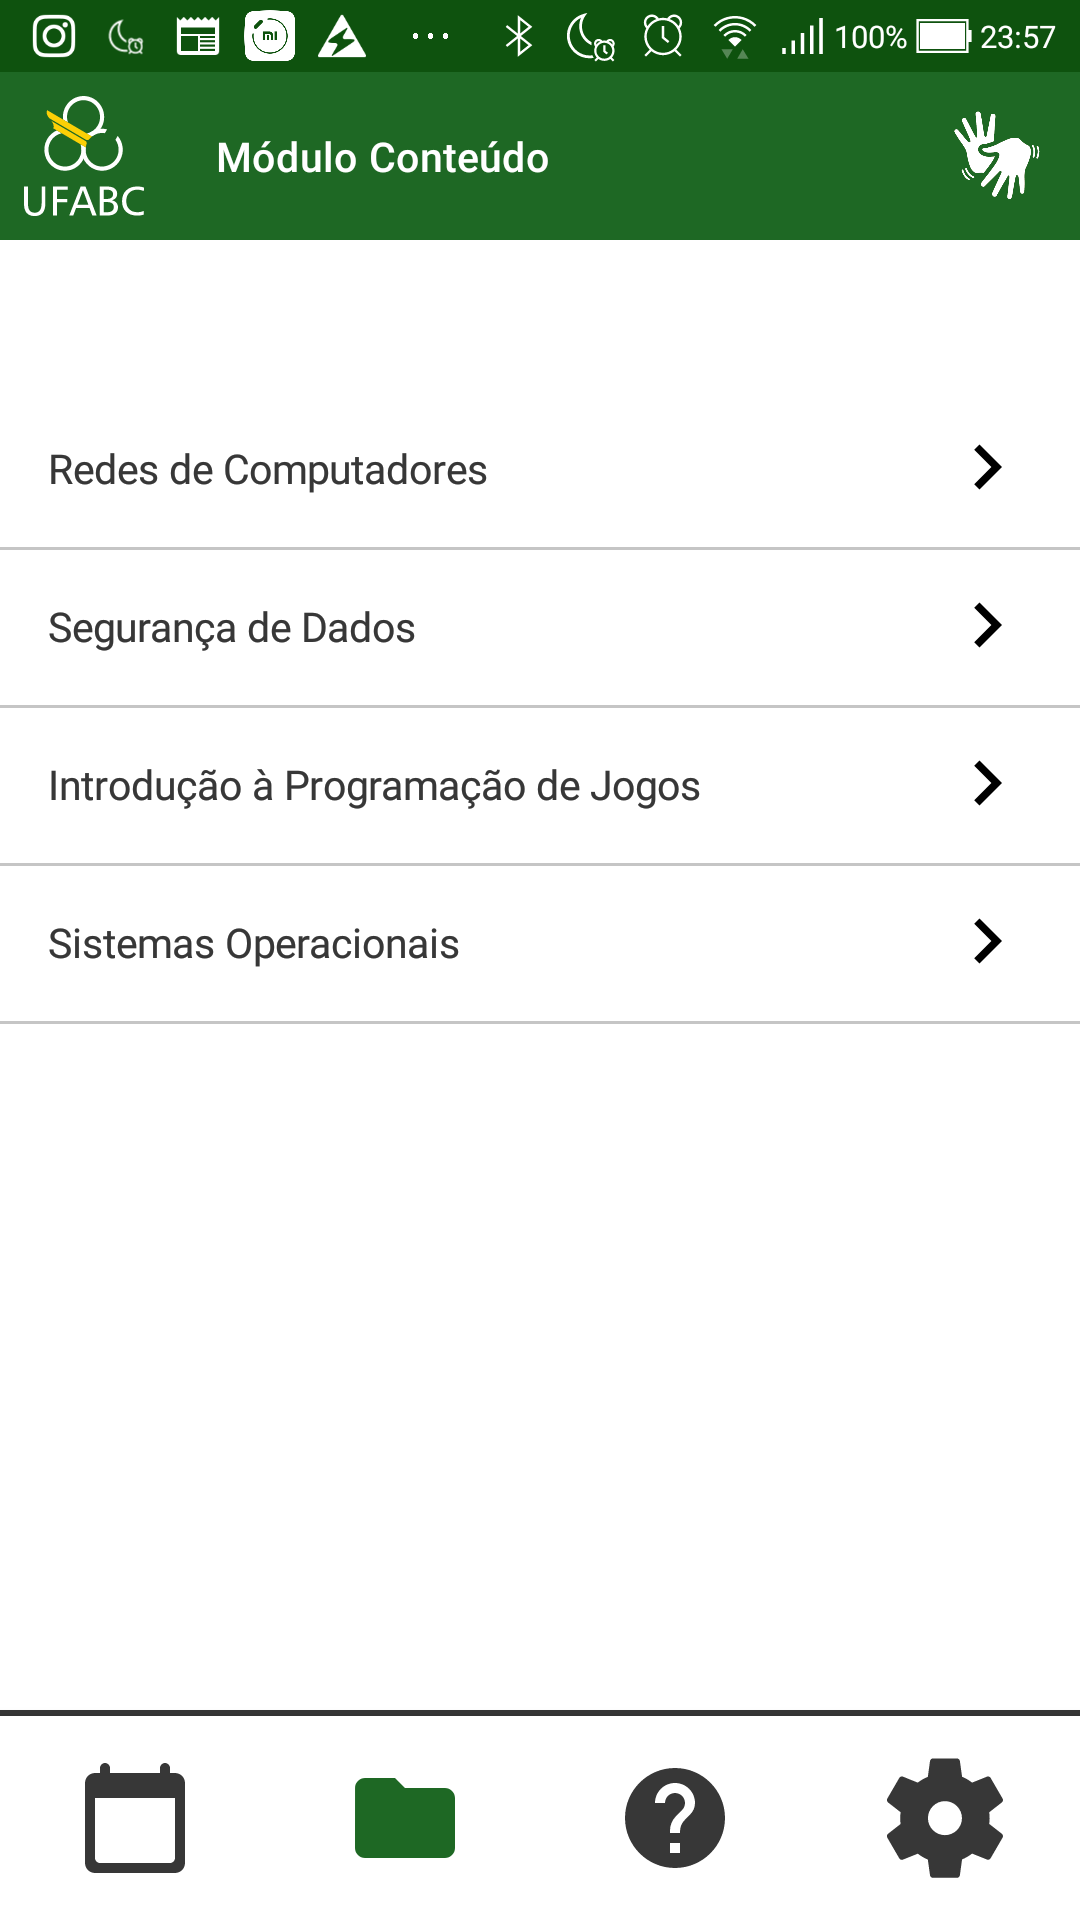 100% 23:57
UFABC
Módulo Conteúdo
Redes de Computadores
Segurança de Dados
Introdução à Programação de Jogos
Sistemas Operacionais